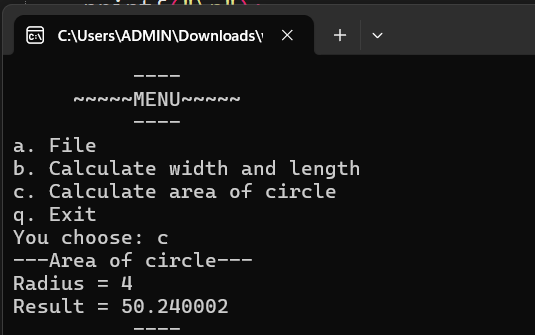 printf("\n");
C:\Users\ADMIN\Downloads\
----
~~~~~MENU~~~~~
----
a. File
b. Calculate width and length
c. Calculate area of circle
q. Exit
You choose: c
---Area of circle---
Radius = 4
Result = 50.240002
----